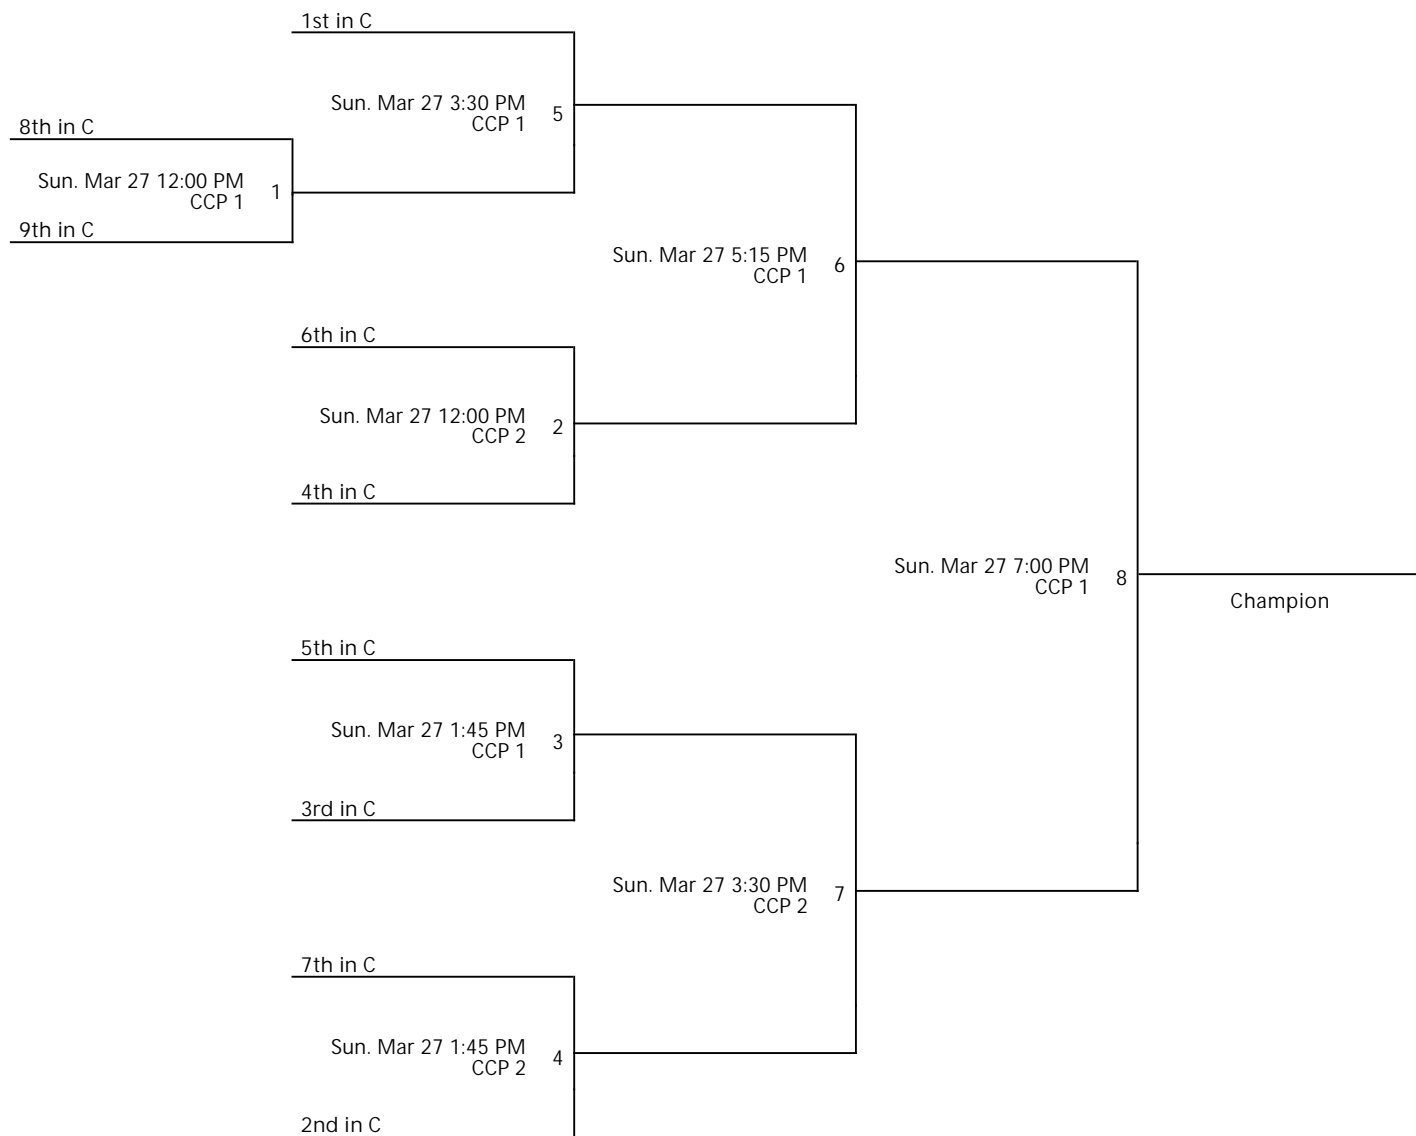 1st in C
Sun. Mar 27 3:30 PM
CCP 1
5
8th in C
Sun. Mar 27 12:00 PM
CCP 1
1
9th in C
Sun. Mar 27 5:15 PM
CCP 1
6
6th in C
Sun. Mar 27 12:00 PM
CCP 2
2
4th in C
Sun. Mar 27 7:00 PM
CCP 1
8
Champion
5th in C
Sun. Mar 27 1:45 PM
CCP 1
3
3rd in C
Sun. Mar 27 3:30 PM
CCP 2
7
7th in C
Sun. Mar 27 1:45 PM
CCP 2
4
2nd in C